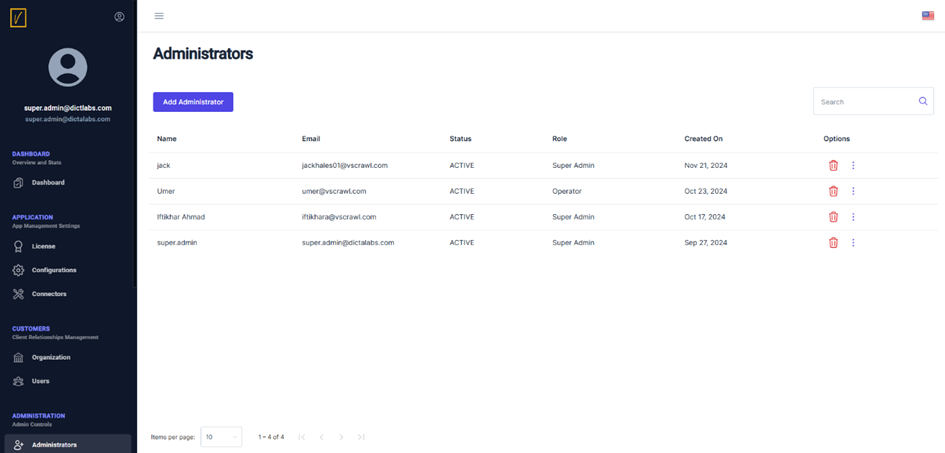 super.admin@dictlabs.com
super.admin@dictalabs.com
DASHBOARD
Overview and Stats
Dashboard
APPLICATION
App Management Settings
License
Configurations
Connectors
CUSTOMERS
Client Relationships Management
Organization
Users
ADMINISTRATION
Admin Controls
Administrators
Administrators
Add Administrator
Search
Name Email Status Role Created On Options
jack jackhales01@vscrawl.com ACTIVE Super Admin Nov 21, 2024
Umer umer@vscrawl.com ACTIVE Operator Oct 23, 2024
Iftikhar Ahmad iftikhara@vscrawl.com ACTIVE Super Admin Oct 17, 2024
super.admin super.admin@dictalabs.com ACTIVE Super Admin Sep 27, 2024
Items per page: 10 1 – 4 of 4